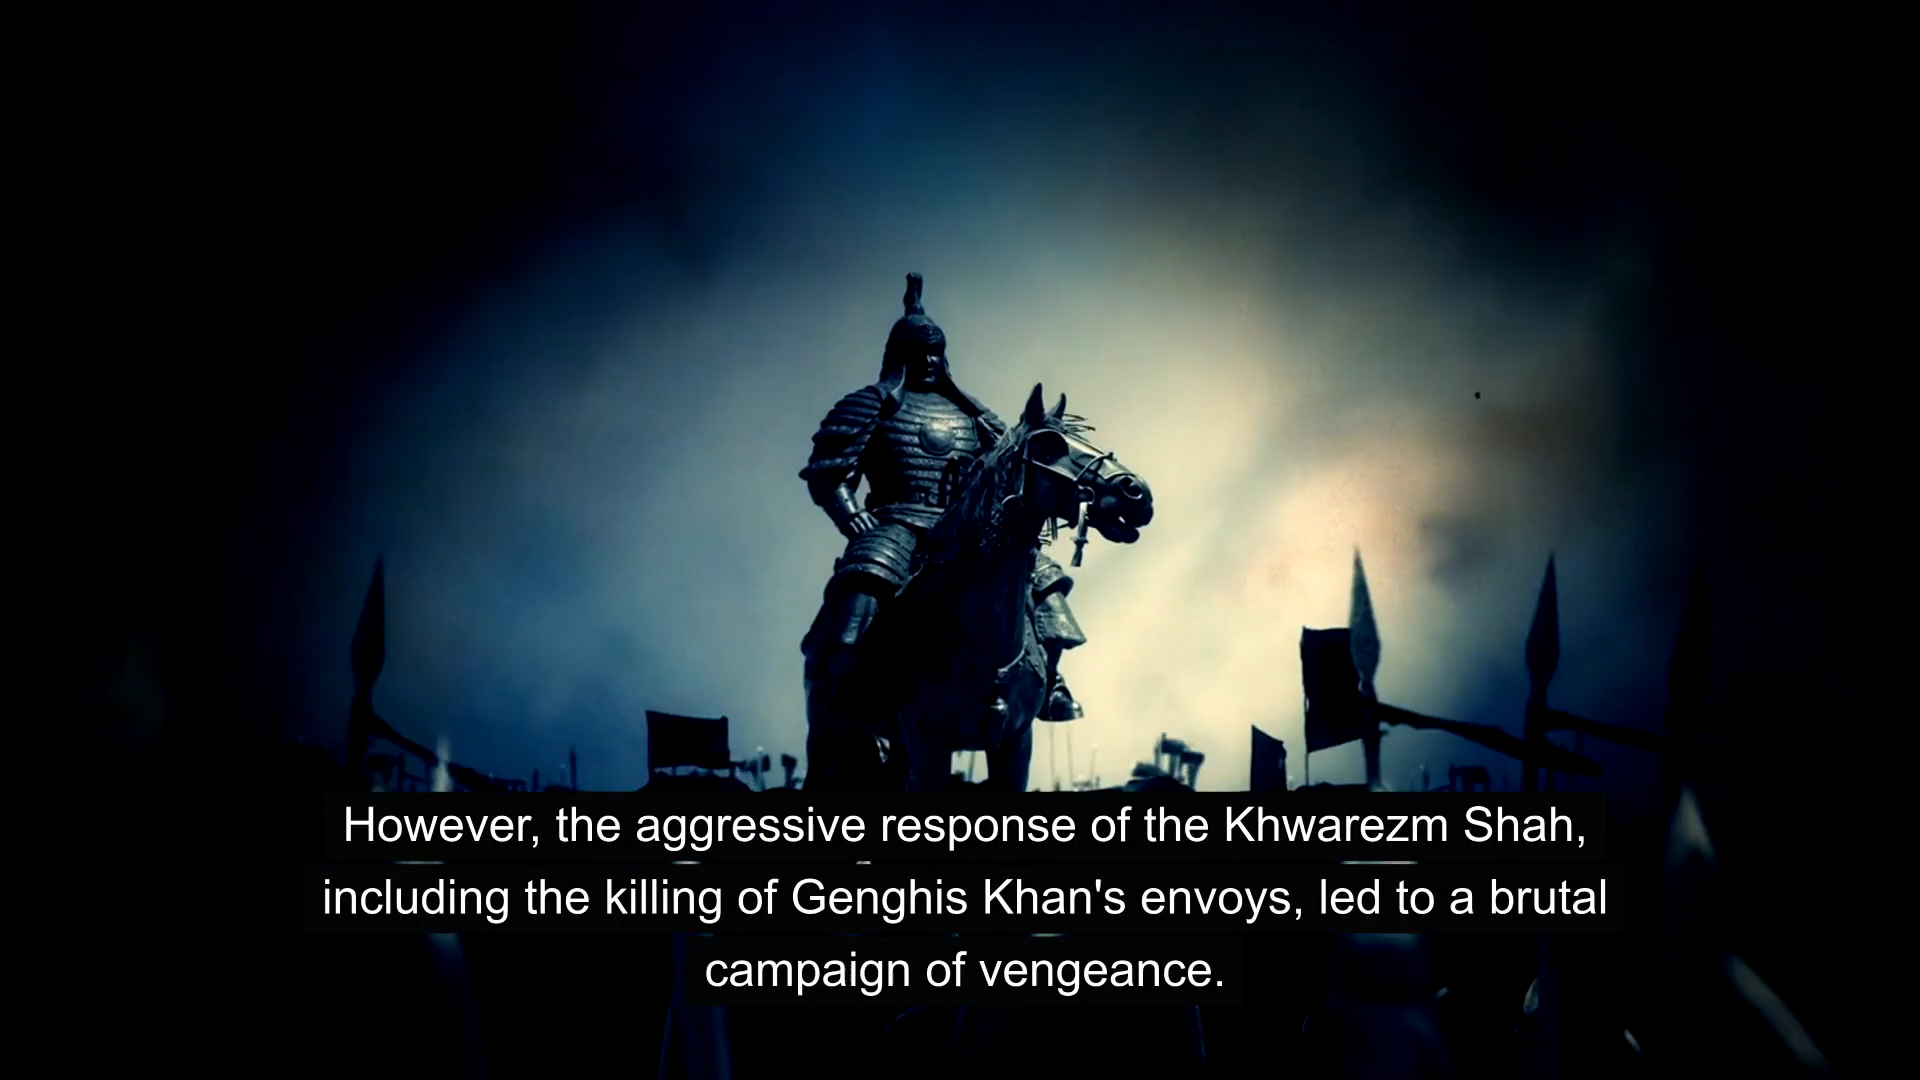 However, the aggressive response of the Khwarezm Shah,
including the killing of Genghis Khan's envoys, led to a brutal
campaign of vengeance.